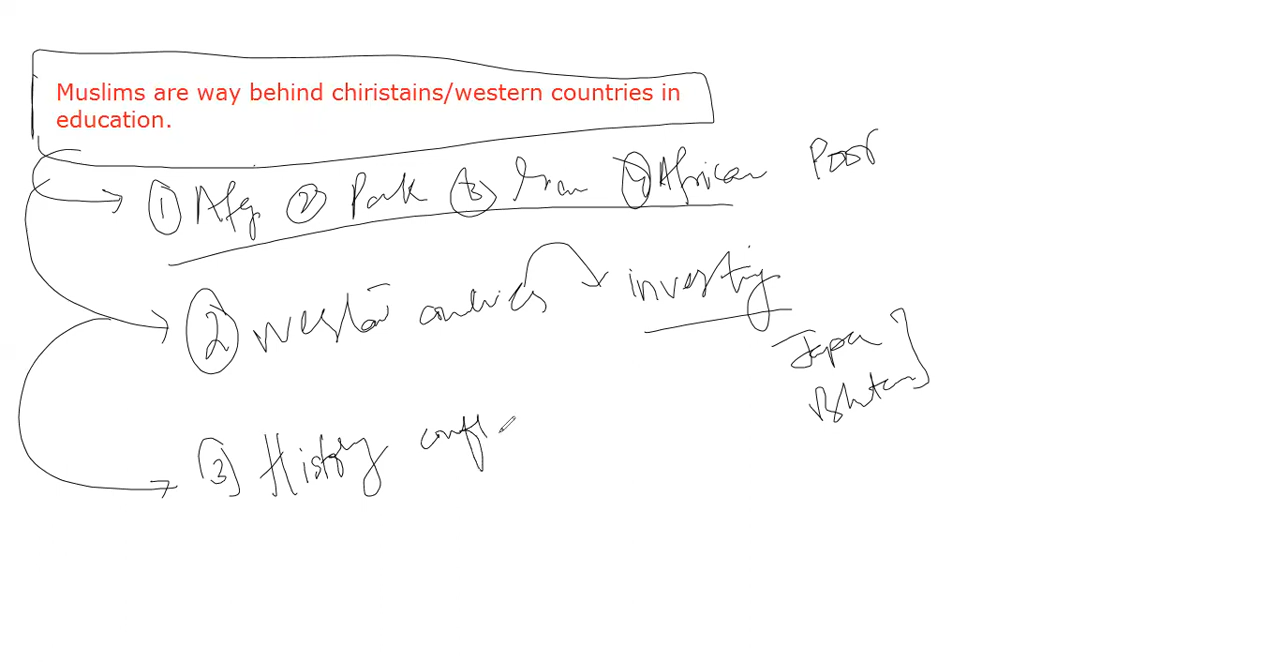 Muslims are way behind chiristains/western countries in
education.
① Afg ② Pak ③ Iran ④ African Poor
② western countries investing
Japan
Bhutan
③ History confl